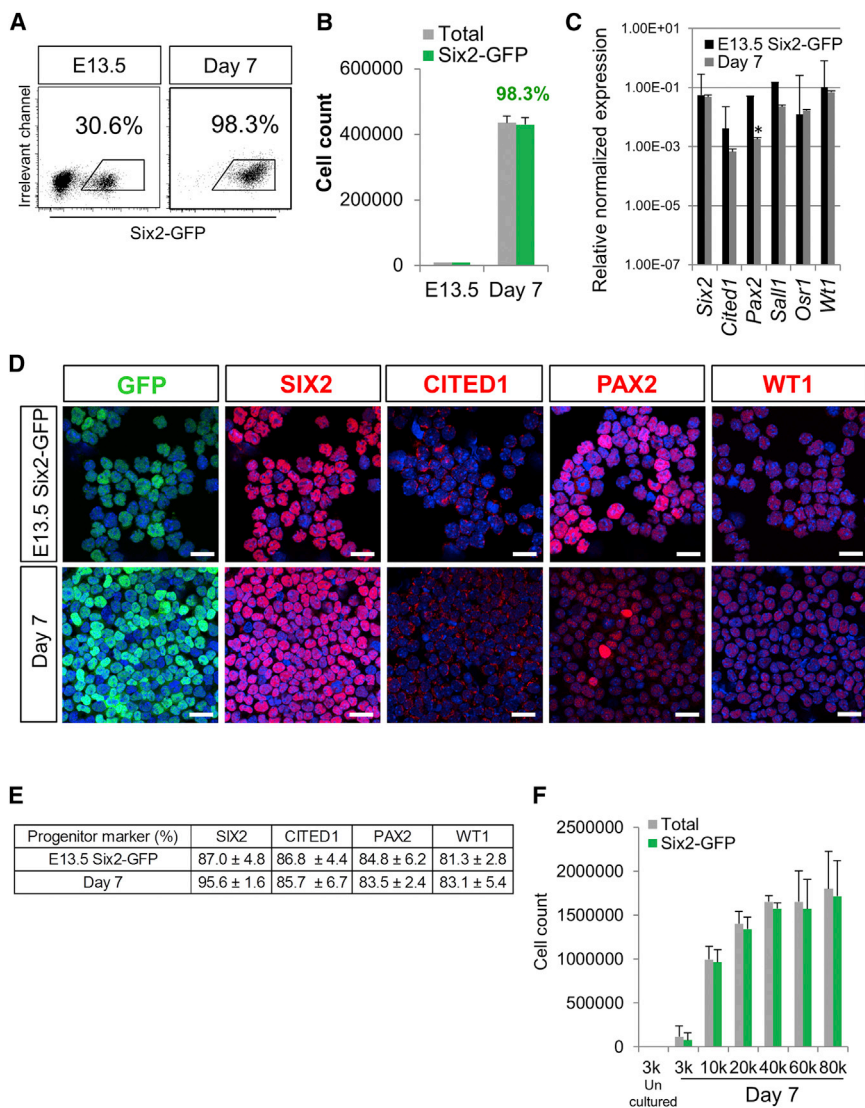 A
E13.5
Day 7
30.6%
98.3%
Irrelevant channel
Six2-GFP
B
Total
Six2-GFP
98.3%
Cell count
600000
400000
200000
0
E13.5
Day 7
C
E13.5 Six2-GFP
Day 7
Relative normalized expression
1.00E+01
1.00E-01
1.00E-03
1.00E-05
1.00E-07
*
Six2
Cited1
Pax2
Sall1
Osr1
Wt1
D
GFP
SIX2
CITED1
PAX2
WT1
E13.5 Six2-GFP
Day 7
E
Progenitor marker (%) SIX2 CITED1 PAX2 WT1
E13.5 Six2-GFP 87.0 ± 4.8 86.8 ± 4.4 84.8 ± 6.2 81.3 ± 2.8
Day 7 95.6 ± 1.6 85.7 ± 6.7 83.5 ± 2.4 83.1 ± 5.4
F
Total
Six2-GFP
Cell count
2500000
2000000
1500000
1000000
500000
0
3k 3k 10k 20k 40k 60k 80k
Un
cultured
Day 7